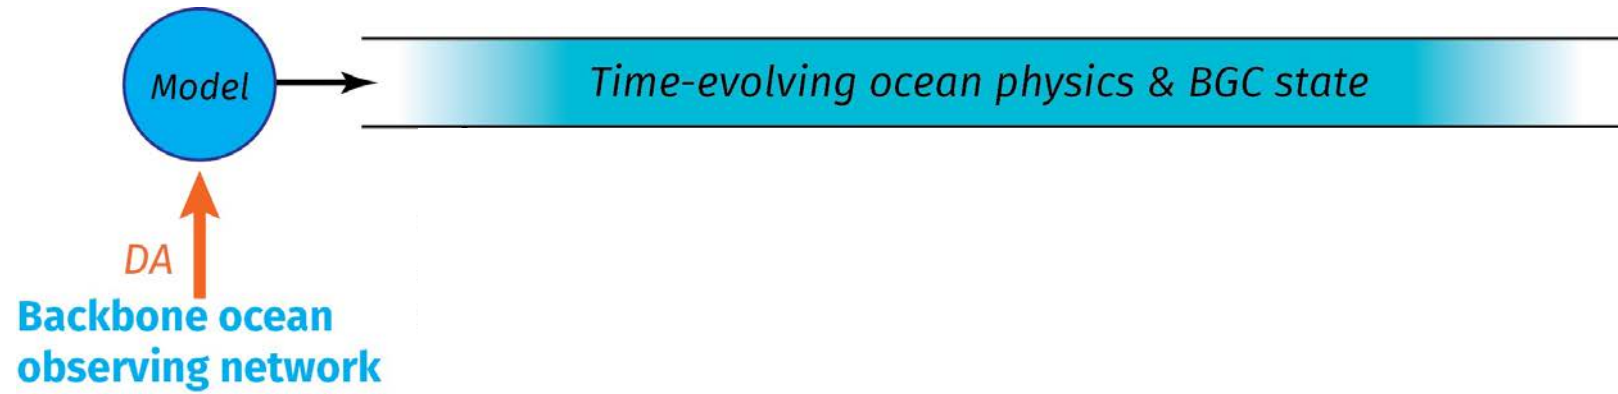 Model
Time-evolving ocean physics & BGC state
DA
Backbone ocean
observing network